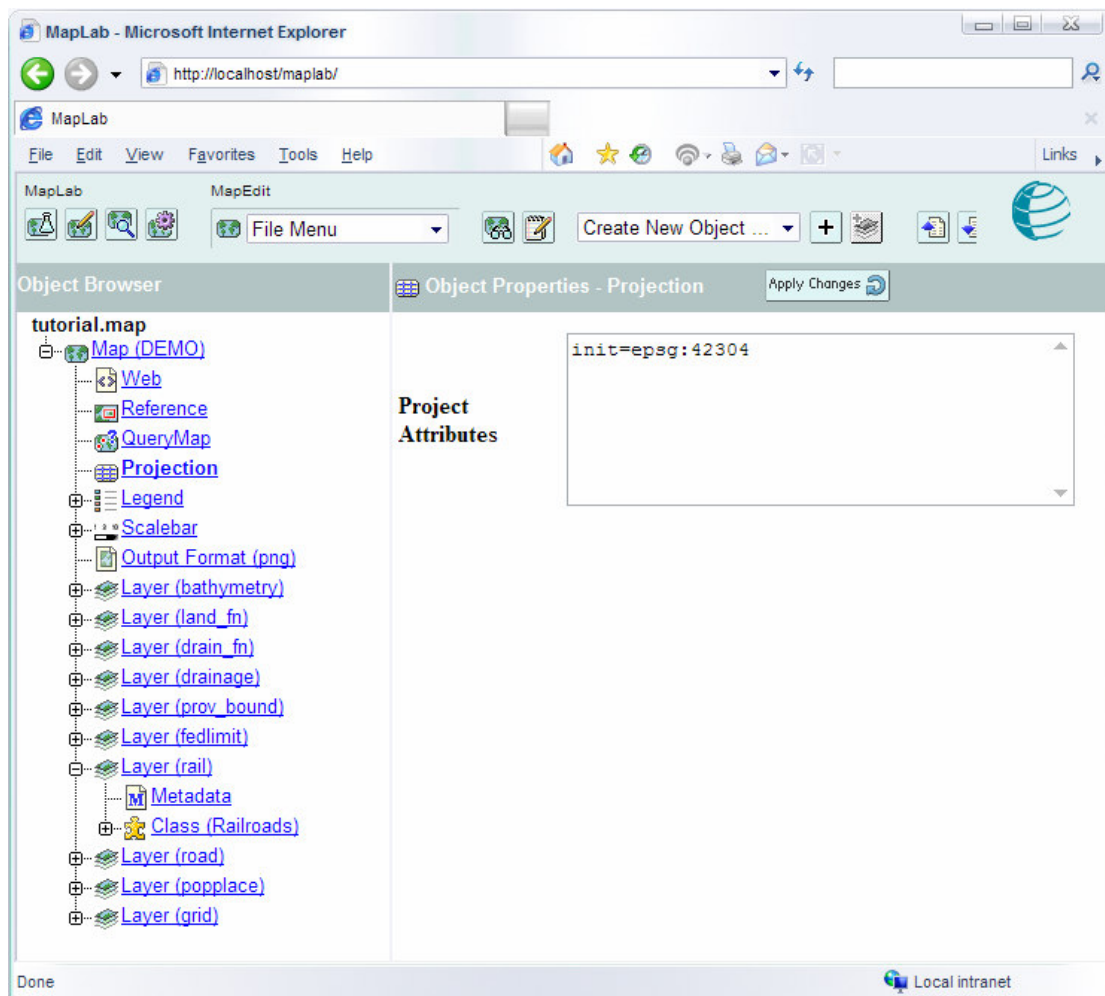 MapLab - Microsoft Internet Explorer
http://localhost/maplab/
MapLab
File Edit View Favorites Tools Help Links
MapLab MapEdit
File Menu Create New Object ...
Object Browser Object Properties - Projection Apply Changes
tutorial.map
Map (DEMO)
Web
Reference
QueryMap
Projection
Legend
Scalebar
Output Format (png)
Layer (bathymetry)
Layer (land_fn)
Layer (drain_fn)
Layer (drainage)
Layer (prov_bound)
Layer (fedlimit)
Layer (rail)
Metadata
Class (Railroads)
Layer (road)
Layer (popplace)
Layer (grid)
init=epsg:42304
Project
Attributes
Done Local intranet